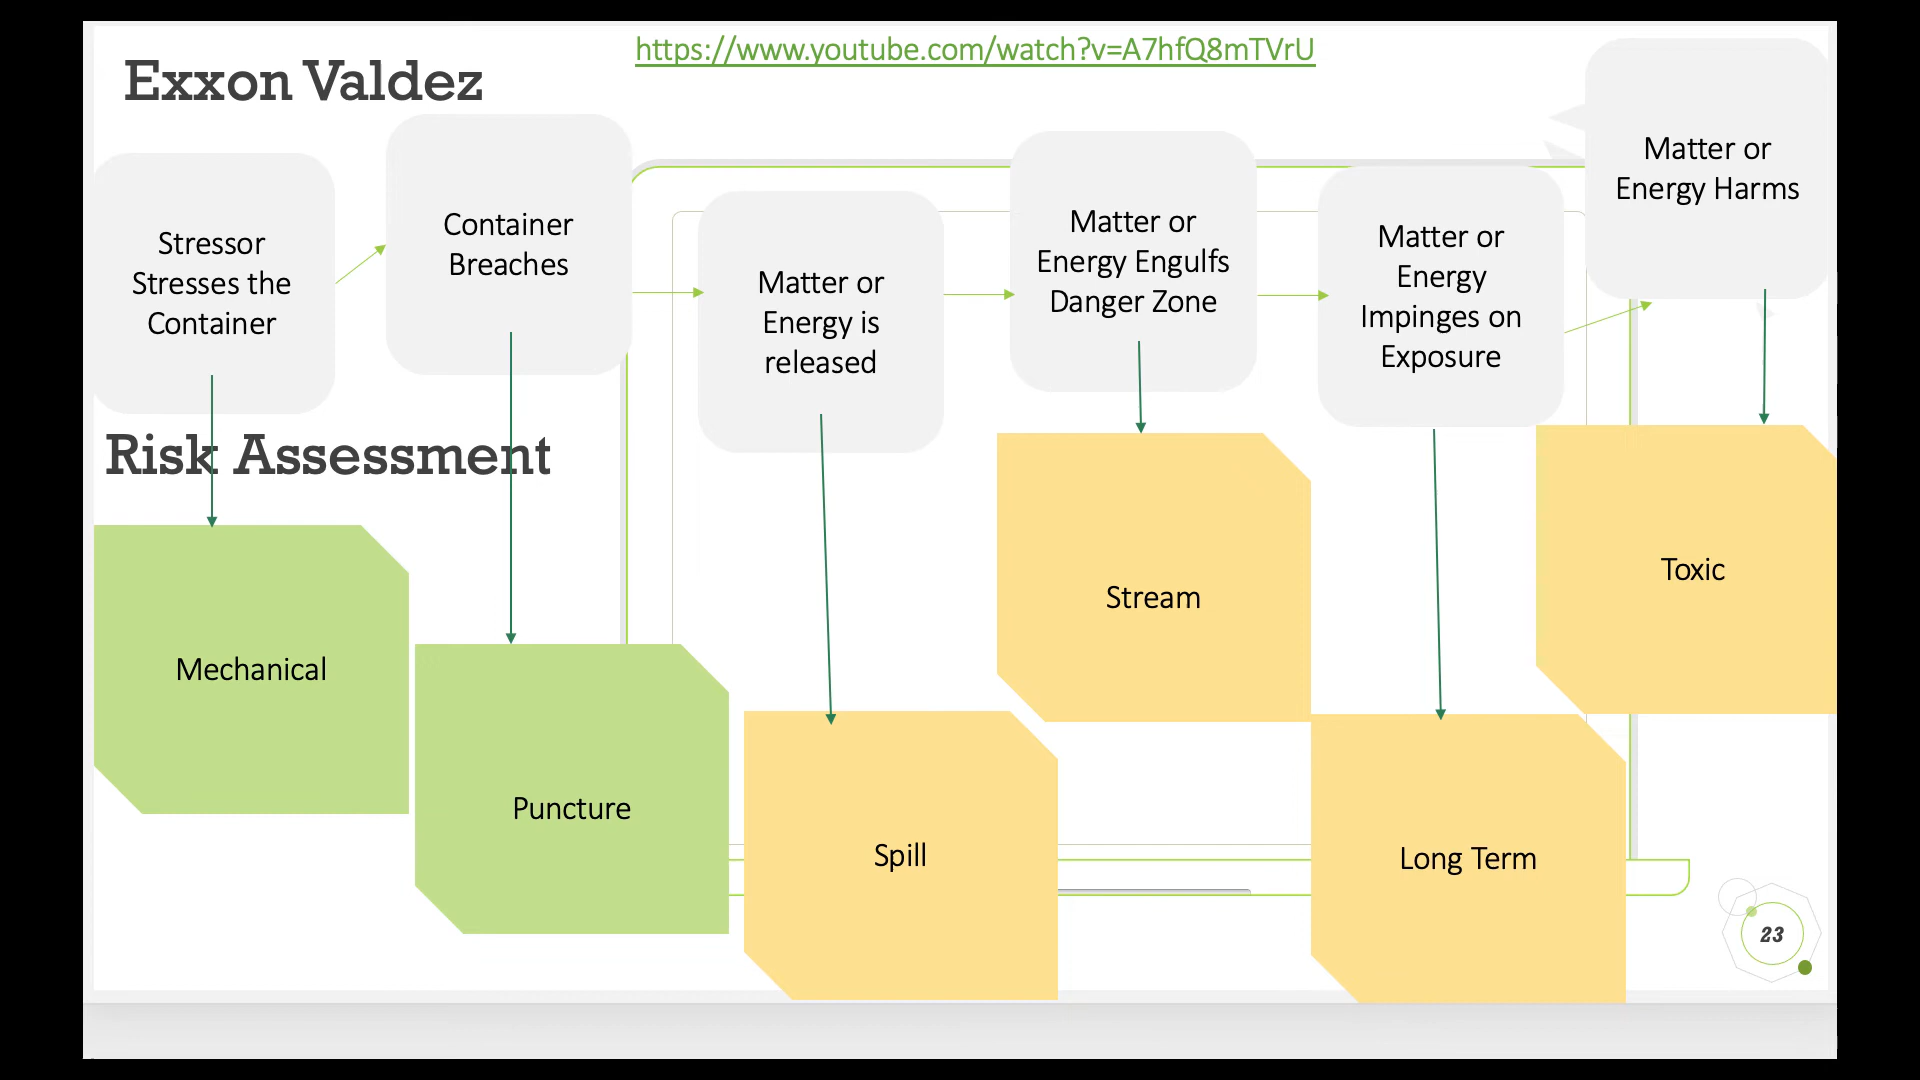 Exxon Valdez
https://www.youtube.com/watch?v=A7hfQ8mTVrU
Stressor
Stresses the
Container
Container
Breaches
Matter or
Energy is
released
Matter or
Energy Engulfs
Danger Zone
Matter or
Energy
Impinges on
Exposure
Matter or
Energy Harms
Risk Assessment
Mechanical
Puncture
Spill
Stream
Long Term
Toxic
23